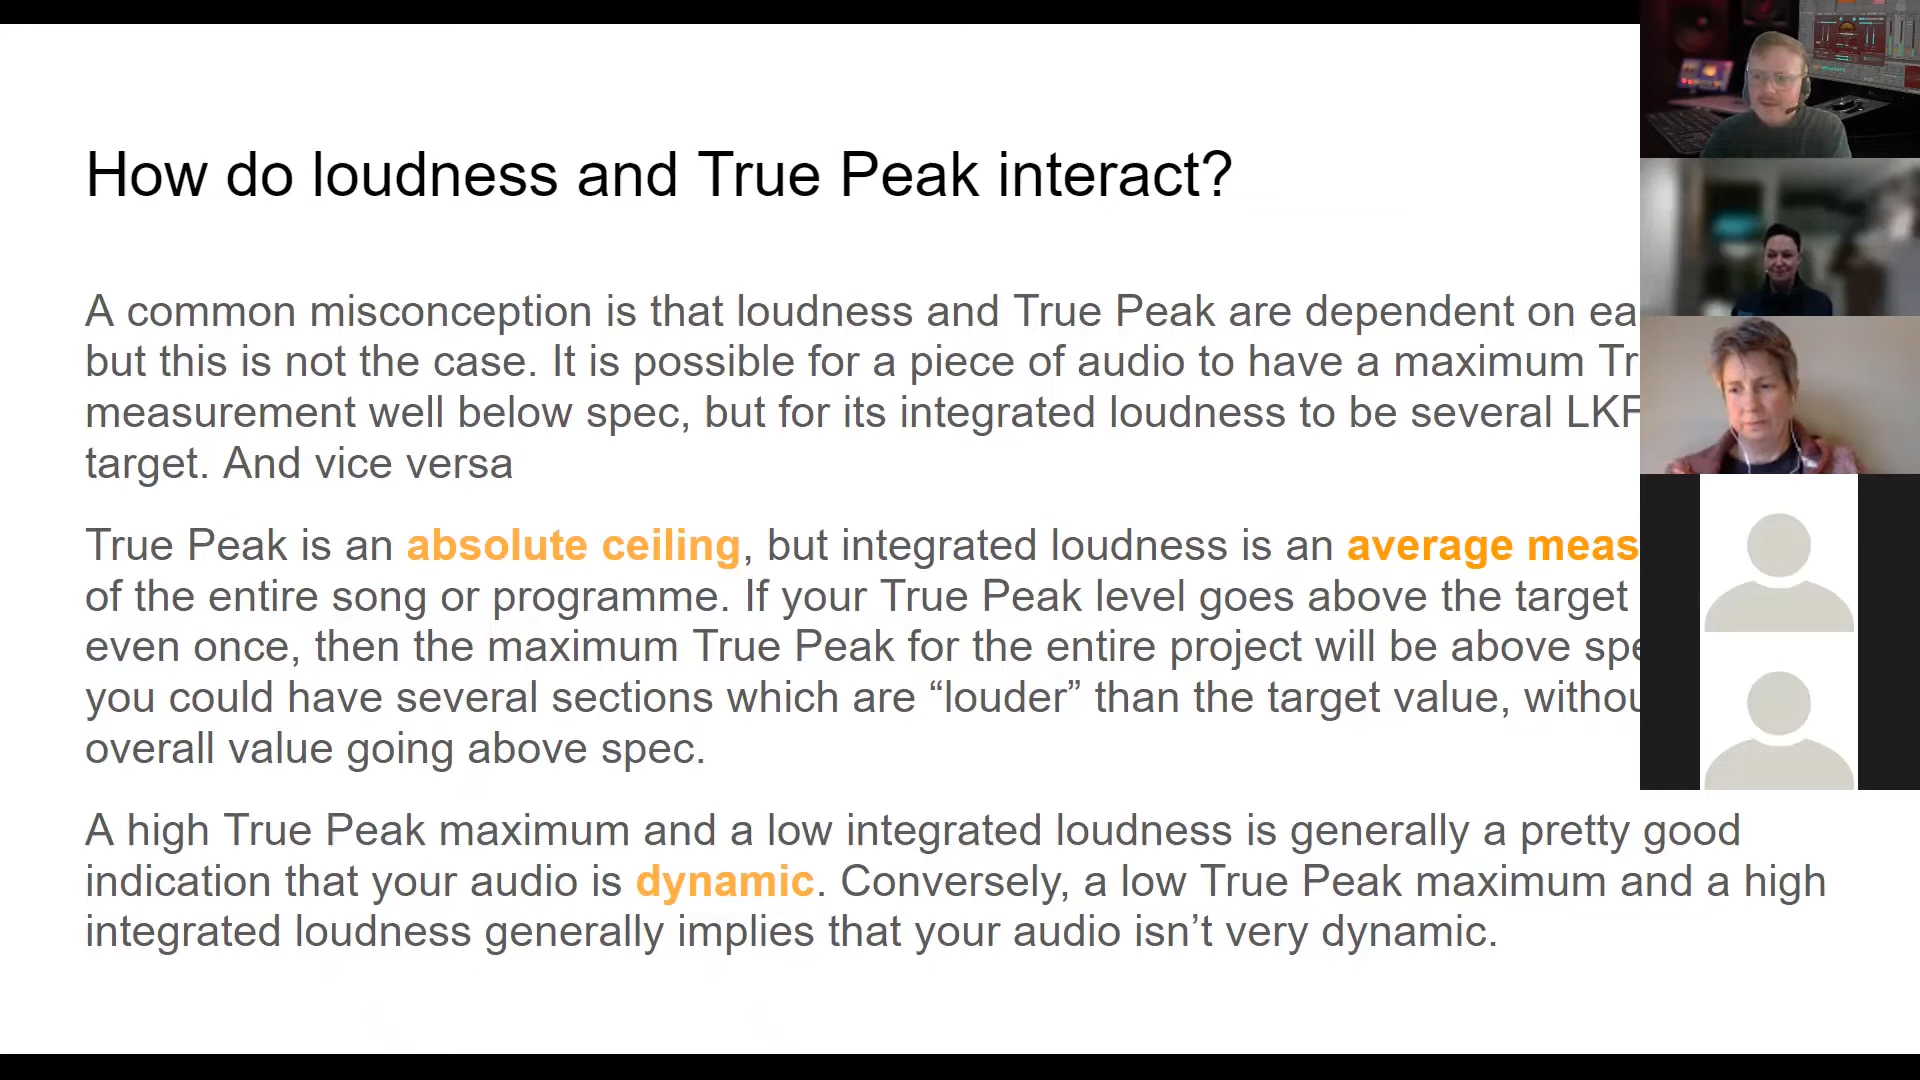 How do loudness and True Peak interact?
A common misconception is that loudness and True Peak are dependent on ea
but this is not the case. It is possible for a piece of audio to have a maximum Tr
measurement well below spec, but for its integrated loudness to be several LKF
target. And vice versa
True Peak is an absolute ceiling, but integrated loudness is an average meas
of the entire song or programme. If your True Peak level goes above the target
even once, then the maximum True Peak for the entire project will be above spe
you could have several sections which are “louder” than the target value, withou
overall value going above spec.
A high True Peak maximum and a low integrated loudness is generally a pretty good
indication that your audio is dynamic. Conversely, a low True Peak maximum and a high
integrated loudness generally implies that your audio isn’t very dynamic.